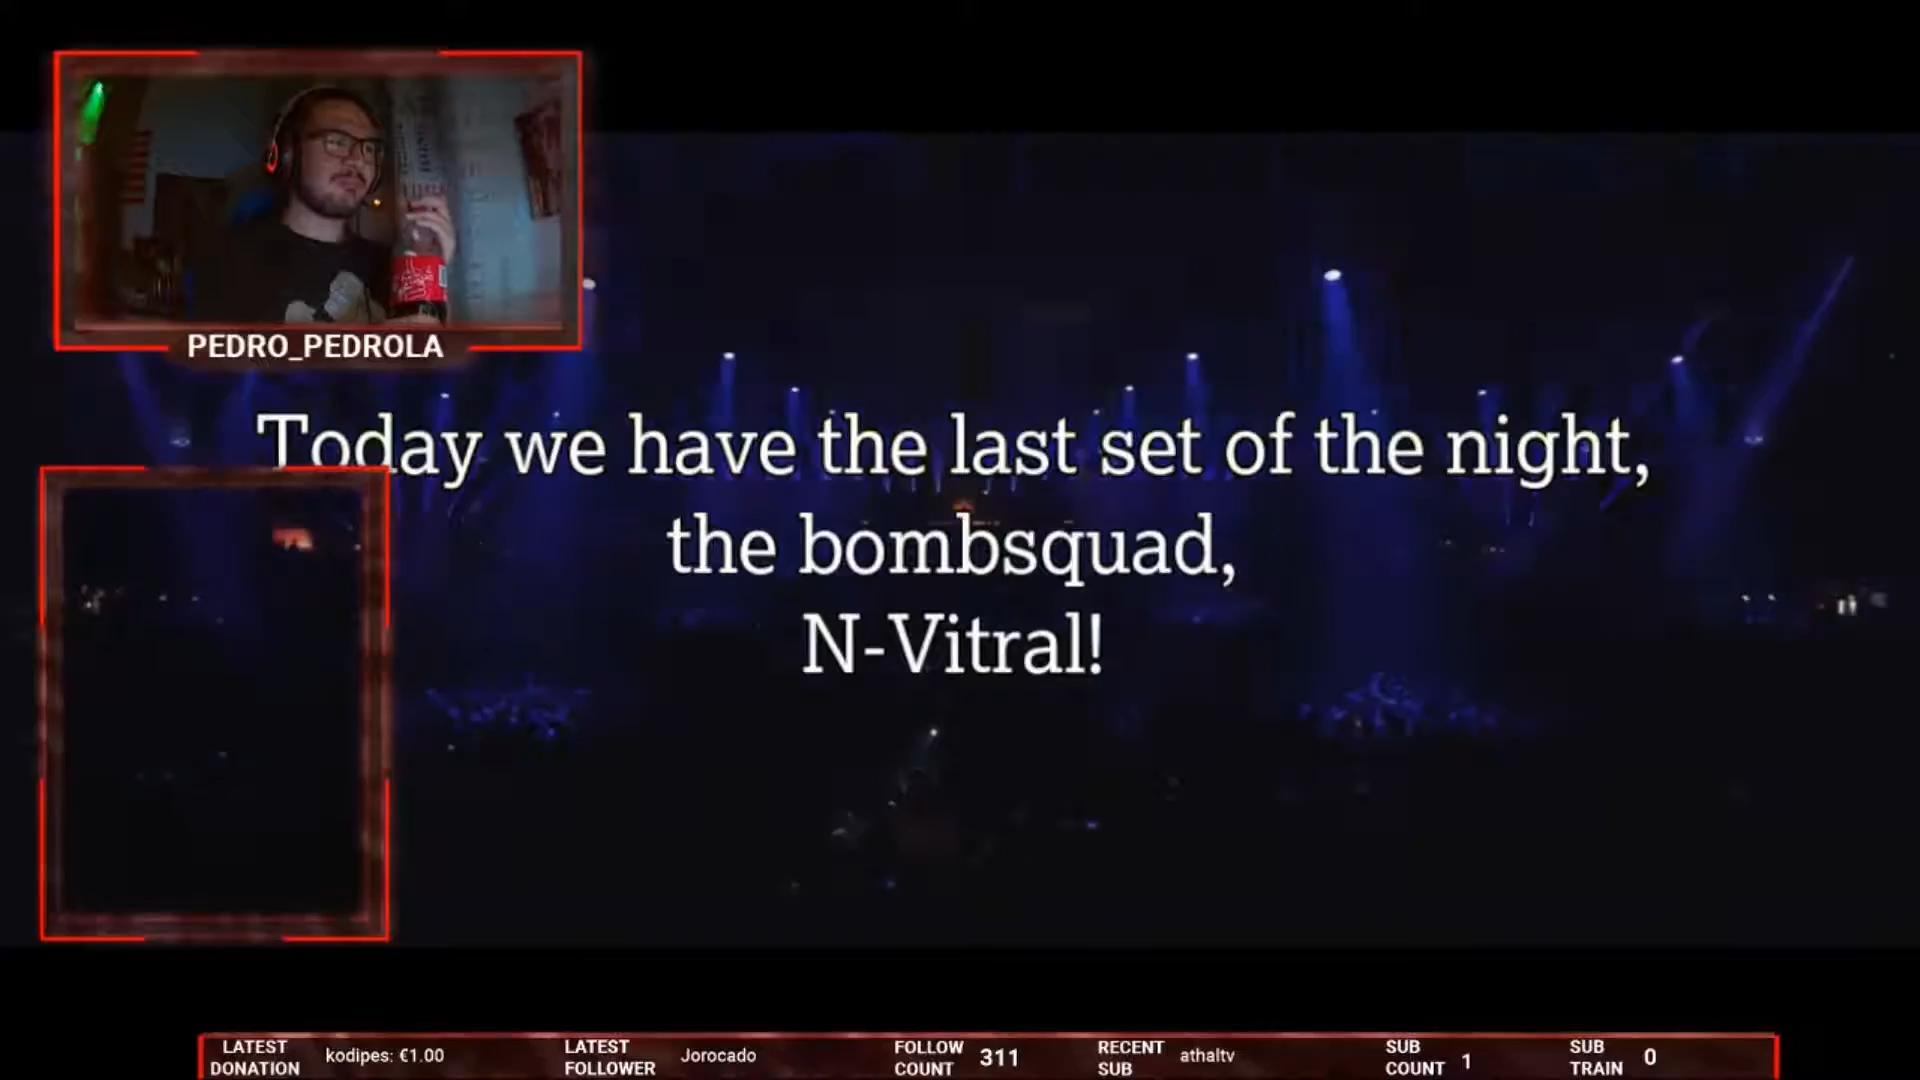 PEDRO_PEDROLA
Today we have the last set of the night,
the bombsquad,
N-Vitral!
LATEST DONATION kodipes: €1.00 LATEST FOLLOWER Jorocado FOLLOW COUNT 311 RECENT SUB athaltv SUB COUNT 1 SUB TRAIN 0